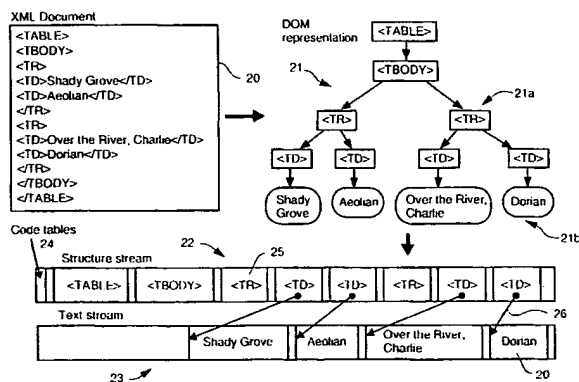 XML Document
<TABLE>
<TBODY>
<TR>
<TD>Shady Grove</TD>
<TD>Aeolian</TD>
</TR>
<TR>
<TD>Over the River, Charlie</TD>
<TD>Dorian</TD>
</TR>
</TBODY>
</TABLE>
20
DOM
representation
<TABLE>
<TBODY>
21
21a
<TR>
<TR>
<TD>
<TD>
<TD>
<TD>
Shady
Grove
Aeolian
Over the River,
Charlie
Dorian
21b
Code tables
24
Structure stream
22
25
<TABLE>
<TBODY>
<TR>
<TD>
<TD>
<TR>
<TD>
<TD>
Text stream
26
Shady Grove
Aeolian
Over the River,
Charlie
Dorian
23
20